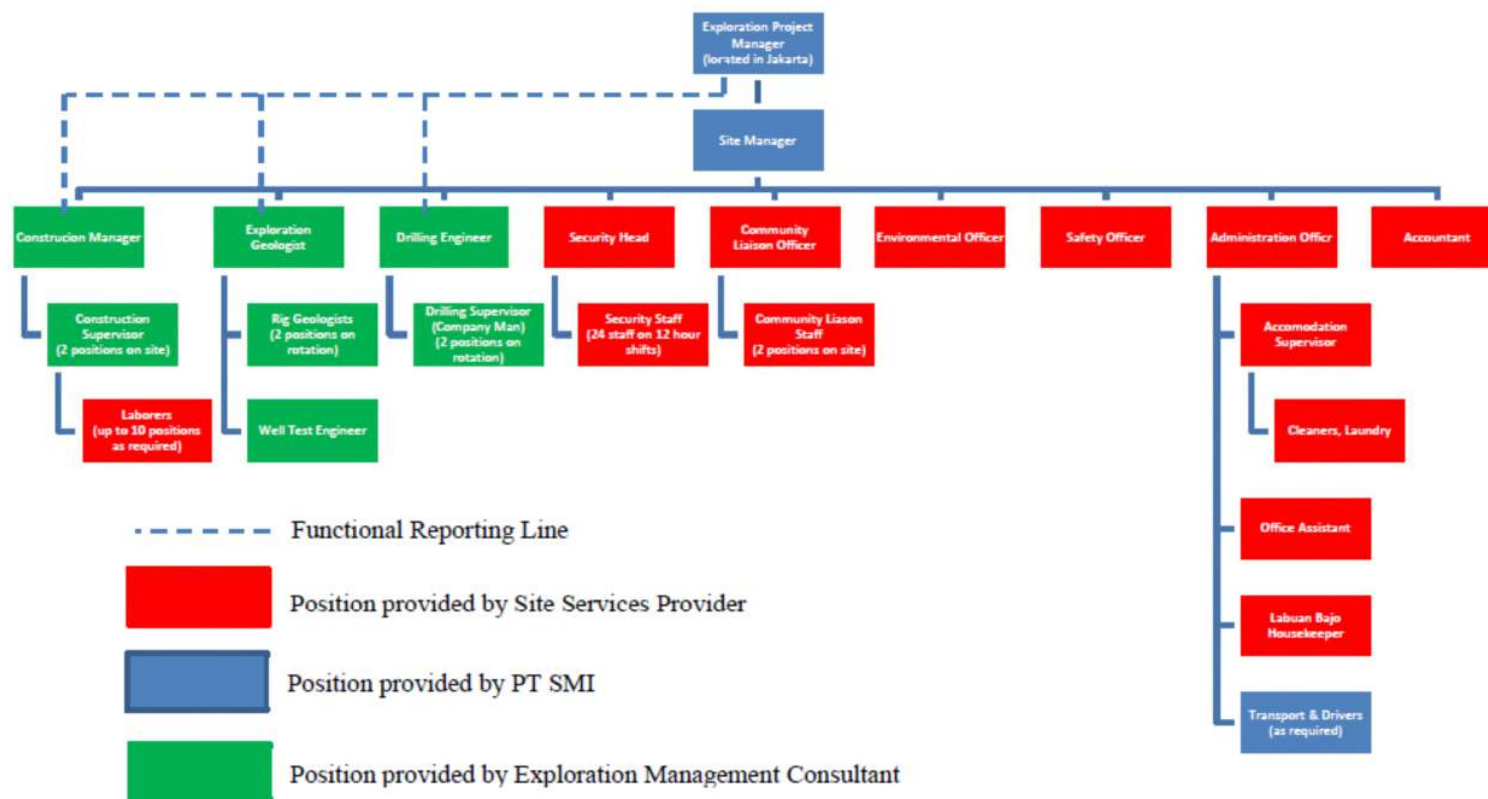 Exploration Project
Manager
(located in Jakarta)
Site Manager
Construcion Manager
Exploration
Geologist
Drilling Engineer
Security Head
Community
Liaison Officer
Environmental Officer
Safety Officer
Administration Officr
Accountant
Construction
Supervisor
(2 positions on site)
Rig Geologists
(2 positions on
rotation)
Drilling Supervisor
(Company Man)
(2 positions on
rotation)
Security Staff
(24 staff on 12 hour
shifts)
Community Liason
Staff
(2 positions on site)
Accomodation
Supervisor
Laborers
(up to 10 positions
as required)
Well Test Engineer
Cleaners, Laundry
Office Assistant
Labuan Bajo
Housekeeper
Transport & Drivers
(as required)
Functional Reporting Line
Position provided by Site Services Provider
Position provided by PT SMI
Position provided by Exploration Management Consultant